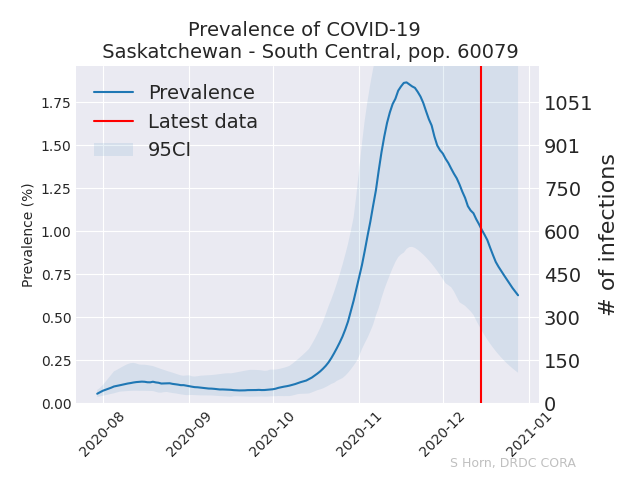 Prevalence of COVID-19
Saskatchewan - South Central, pop. 60079
Prevalence
Latest data
95CI
Prevalence (%)
1.75
1.50
1.25
1.00
0.75
0.50
0.25
0.00
1051
901
750
600
450
300
150
0
# of infections
2020-08
2020-09
2020-10
2020-11
2020-12
2021-01
S Horn, DRDC CORA